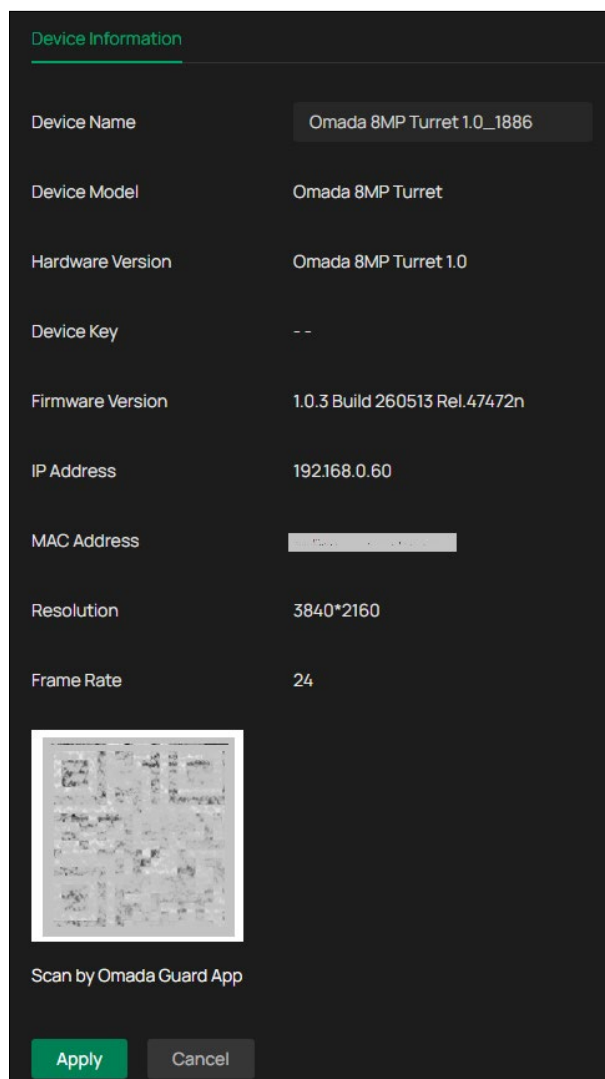 Device Information
Device Name Omada 8MP Turret 1.0_1886
Device Model Omada 8MP Turret
Hardware Version Omada 8MP Turret 1.0
Device Key - -
Firmware Version 1.0.3 Build 260513 Rel.47472n
IP Address 192.168.0.60
MAC Address
Resolution 3840*2160
Frame Rate 24
Scan by Omada Guard App
Apply Cancel